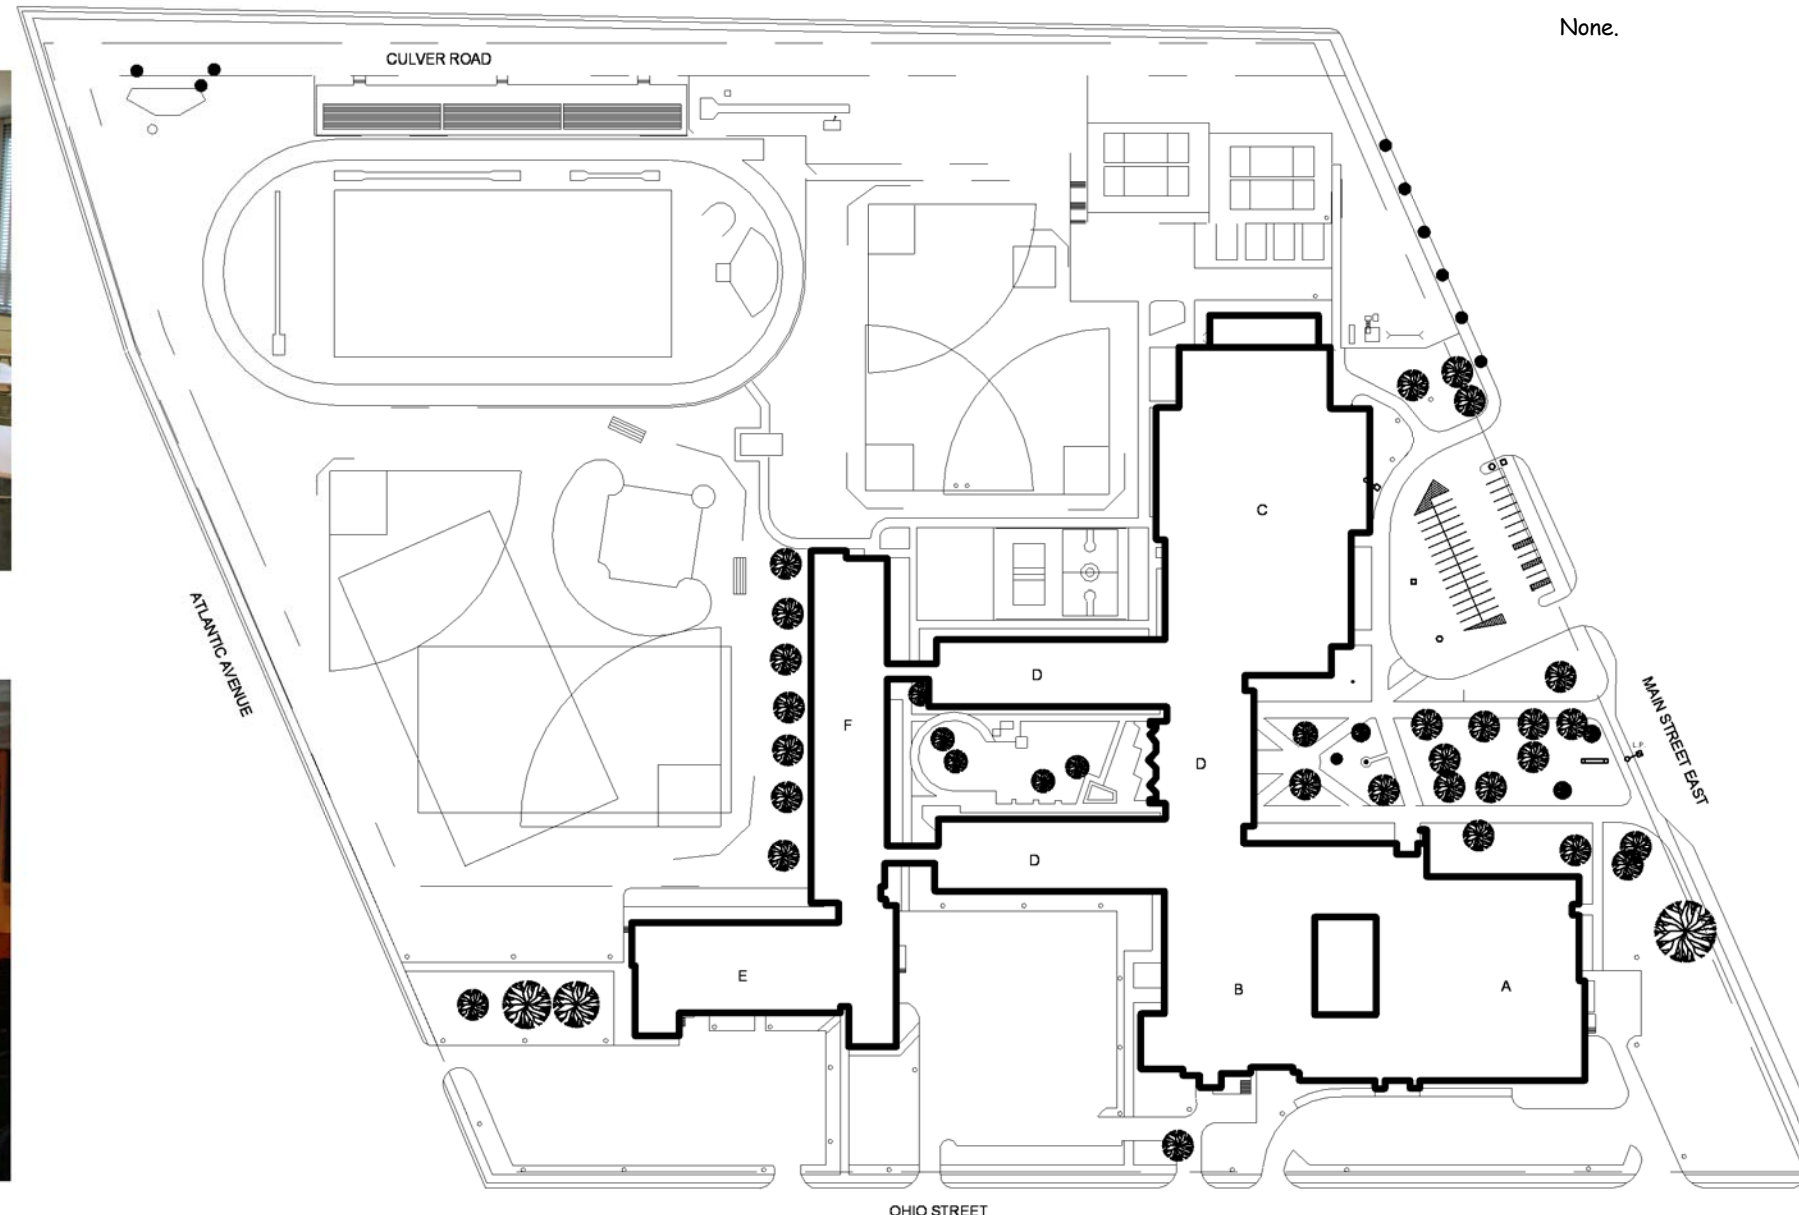 None.
CULVER ROAD
C
ATLANTIC AVENUE
D
MAIN STREET EAST
F
D
L.P.
D
E
B
A
OHIO STREET